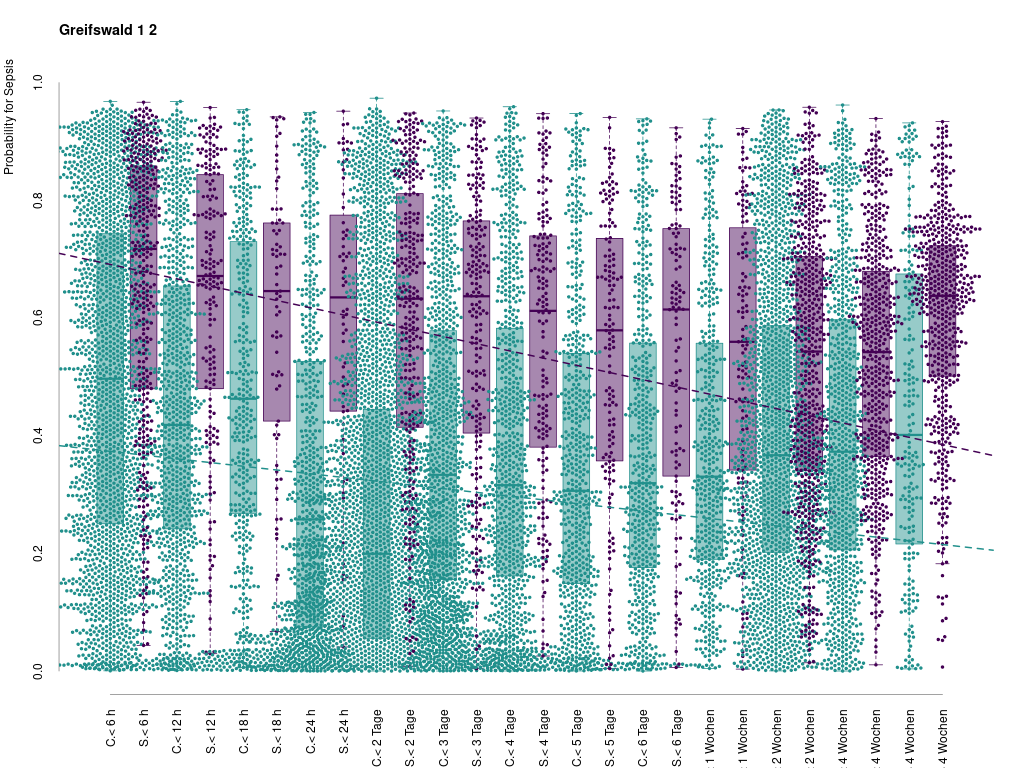 Greifswald 1 2
Probability for Sepsis
1.0
0.8
0.6
0.4
0.2
0.0
C.< 6 h
S.< 6 h
C.< 12 h
S.< 12 h
C.< 18 h
S.< 18 h
C.< 24 h
S.< 24 h
C.< 2 Tage
S.< 2 Tage
C.< 3 Tage
S.< 3 Tage
C.< 4 Tage
S.< 4 Tage
C.< 5 Tage
S.< 5 Tage
C.< 6 Tage
S.< 6 Tage
1 Wochen
1 Wochen
2 Wochen
2 Wochen
4 Wochen
4 Wochen
4 Wochen
4 Wochen